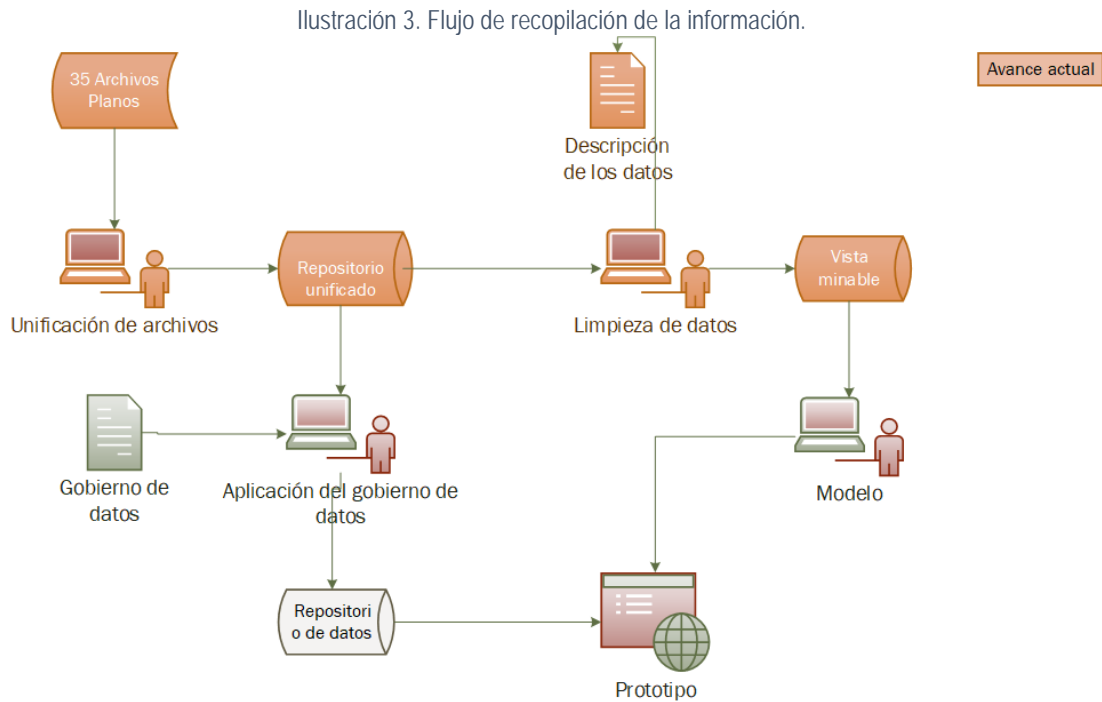 Ilustración 3. Flujo de recopilación de la información.
35 Archivos
Planos
Avance actual
Descripción
de los datos
Repositorio
unificado
Vista
minable
Unificación de archivos
Limpieza de datos
Gobierno de
datos
Aplicación del gobierno de
datos
Modelo
Repositori
o de datos
Prototipo